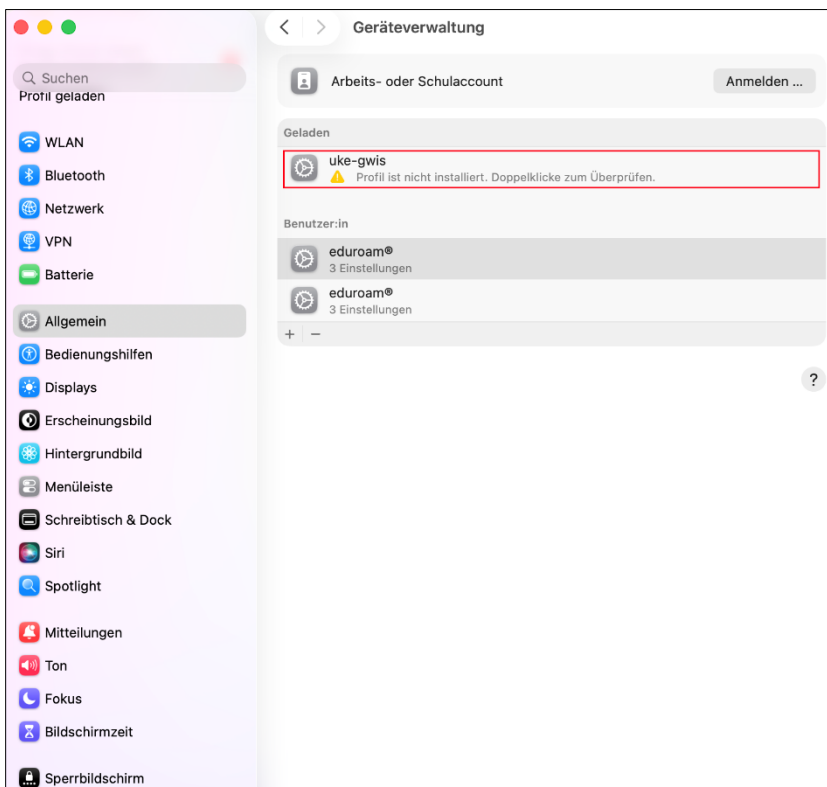 Geräteverwaltung
Suchen
Profil geladen
WLAN
Bluetooth
Netzwerk
VPN
Batterie
Allgemein
Bedienungshilfen
Displays
Erscheinungsbild
Hintergrundbild
Menüleiste
Schreibtisch & Dock
Siri
Spotlight
Mitteilungen
Ton
Fokus
Bildschirmzeit
Sperrbildschirm
Arbeits- oder Schulaccount
Anmelden ...
Geladen
uke-gwis
Profil ist nicht installiert. Doppelklicke zum Überprüfen.
Benutzer:in
eduroam®
3 Einstellungen
eduroam®
3 Einstellungen
+ −
?